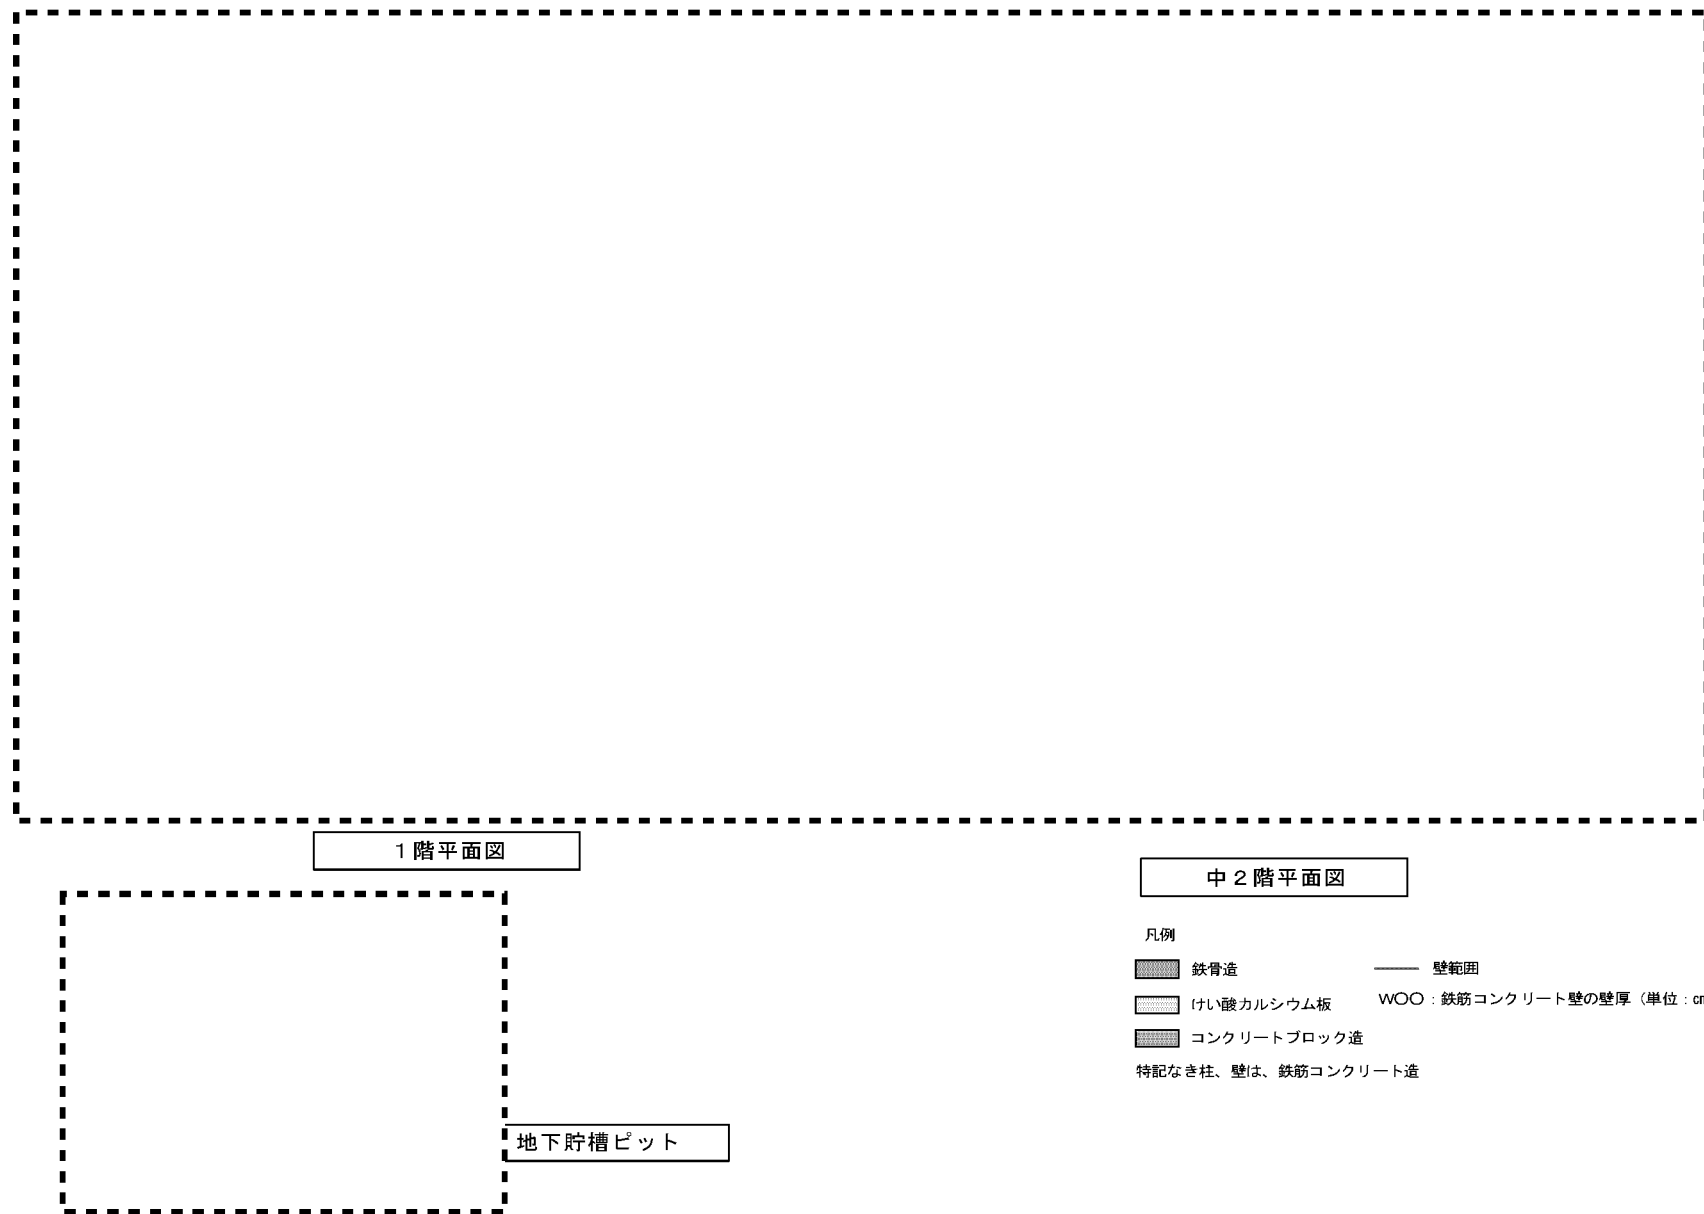 1階平面図
中2階平面図
凡例
鉄骨造
壁範囲
けい酸カルシウム板
W〇〇：鉄筋コンクリート壁の壁厚（単位：cm
コンクリートブロック造
特記なき柱、壁は、鉄筋コンクリート造
地下貯槽ピット